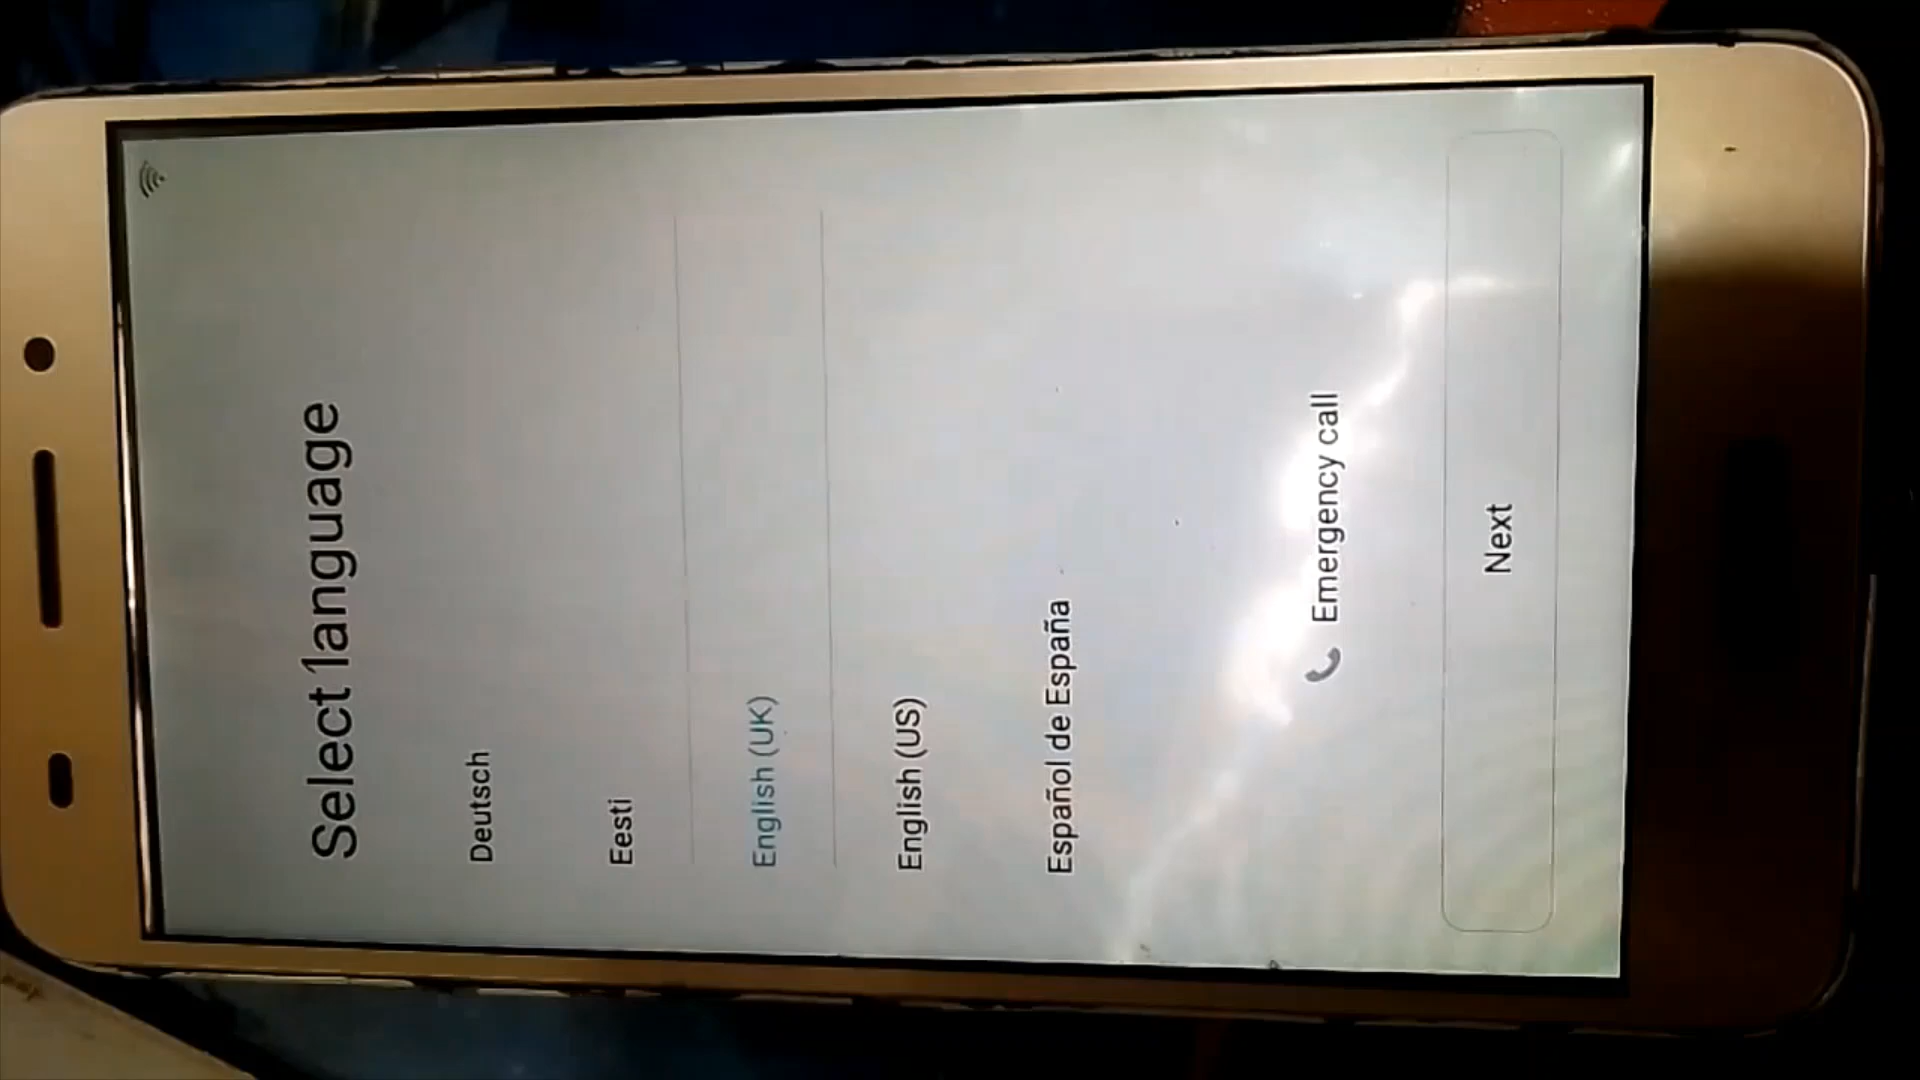 Select language
Deutsch
Eesti
English (UK)
English (US)
Español de España
Emergency call
Next